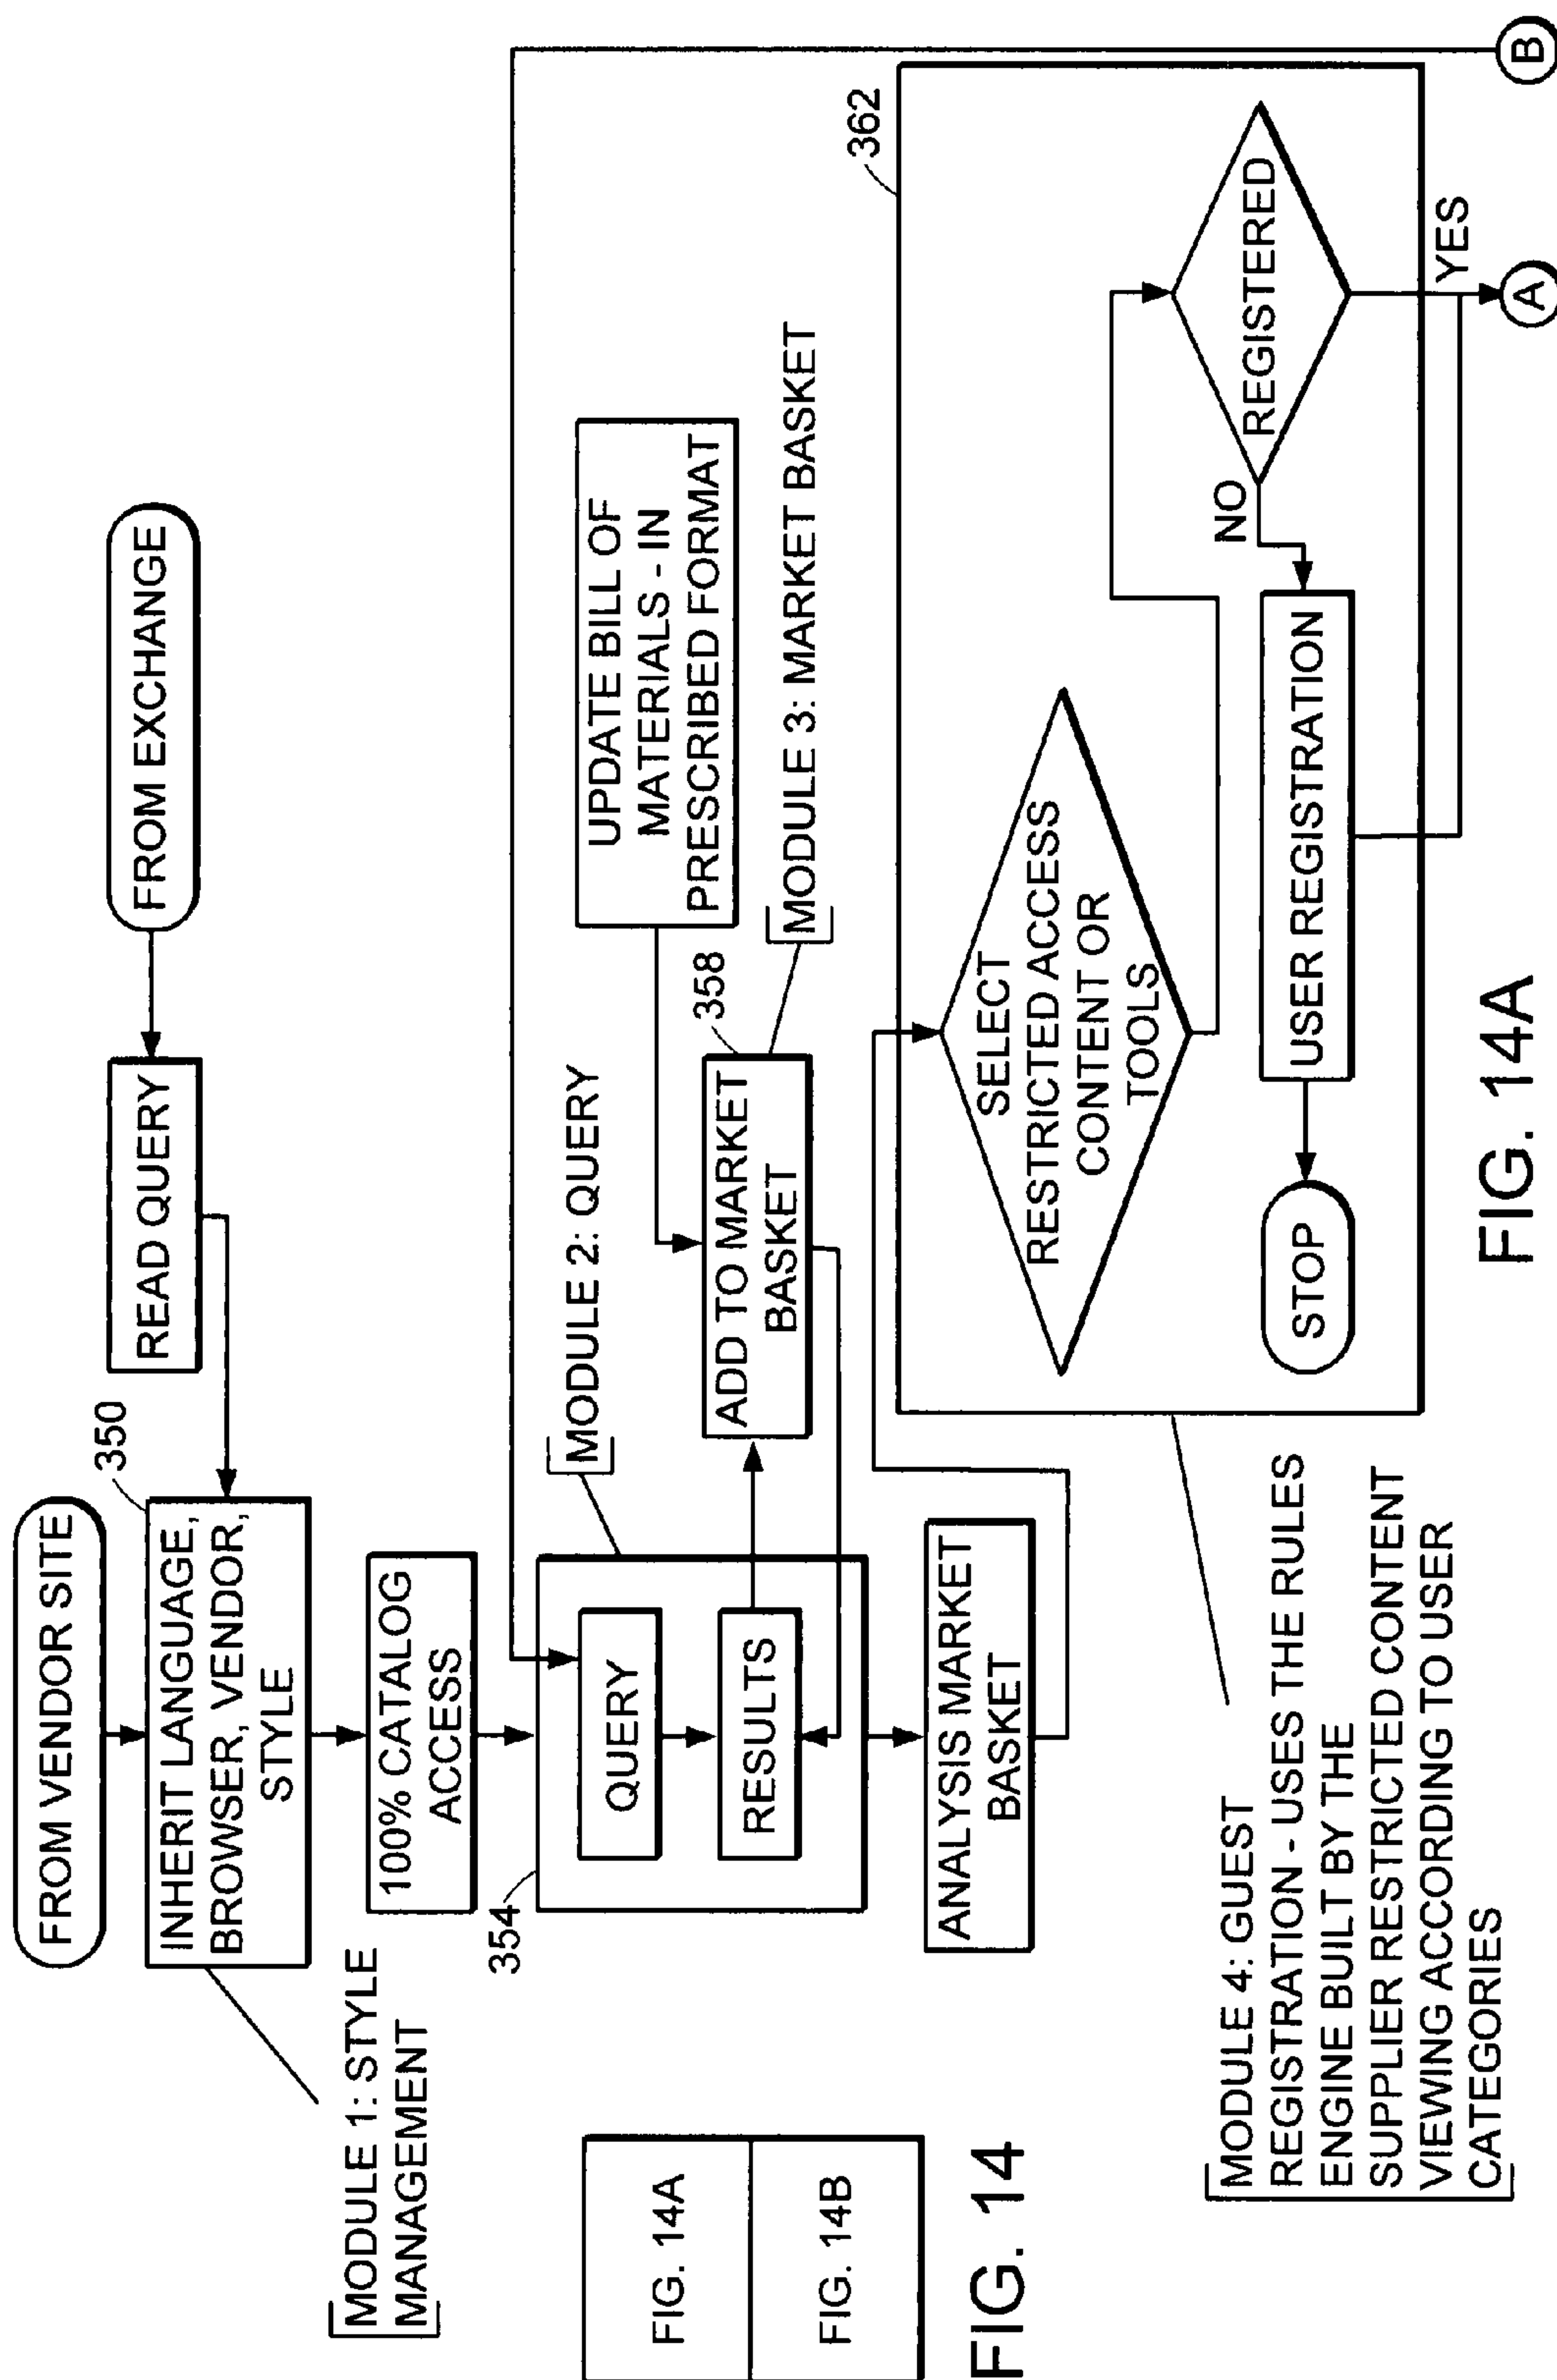 FROM VENDOR SITE
FROM EXCHANGE
350
INHERIT LANGUAGE,
BROWSER, VENDOR,
STYLE
READ QUERY
MODULE 1: STYLE
MANAGEMENT
100% CATALOG
ACCESS
354
MODULE 2: QUERY
QUERY
RESULTS
UPDATE BILL OF
MATERIALS - IN
PRESCRIBED FORMAT
358
ADD TO MARKET
BASKET
MODULE 3: MARKET BASKET
ANALYSIS MARKET
BASKET
362
SELECT
RESTRICTED ACCESS
CONTENT OR
TOOLS
REGISTERED
NO
YES
USER REGISTRATION
STOP
A
B
MODULE 4: GUEST
REGISTRATION - USES THE RULES
ENGINE BUILT BY THE
SUPPLIER RESTRICTED CONTENT
VIEWING ACCORDING TO USER
CATEGORIES
FIG. 14A
FIG. 14B
FIG. 14
FIG. 14A